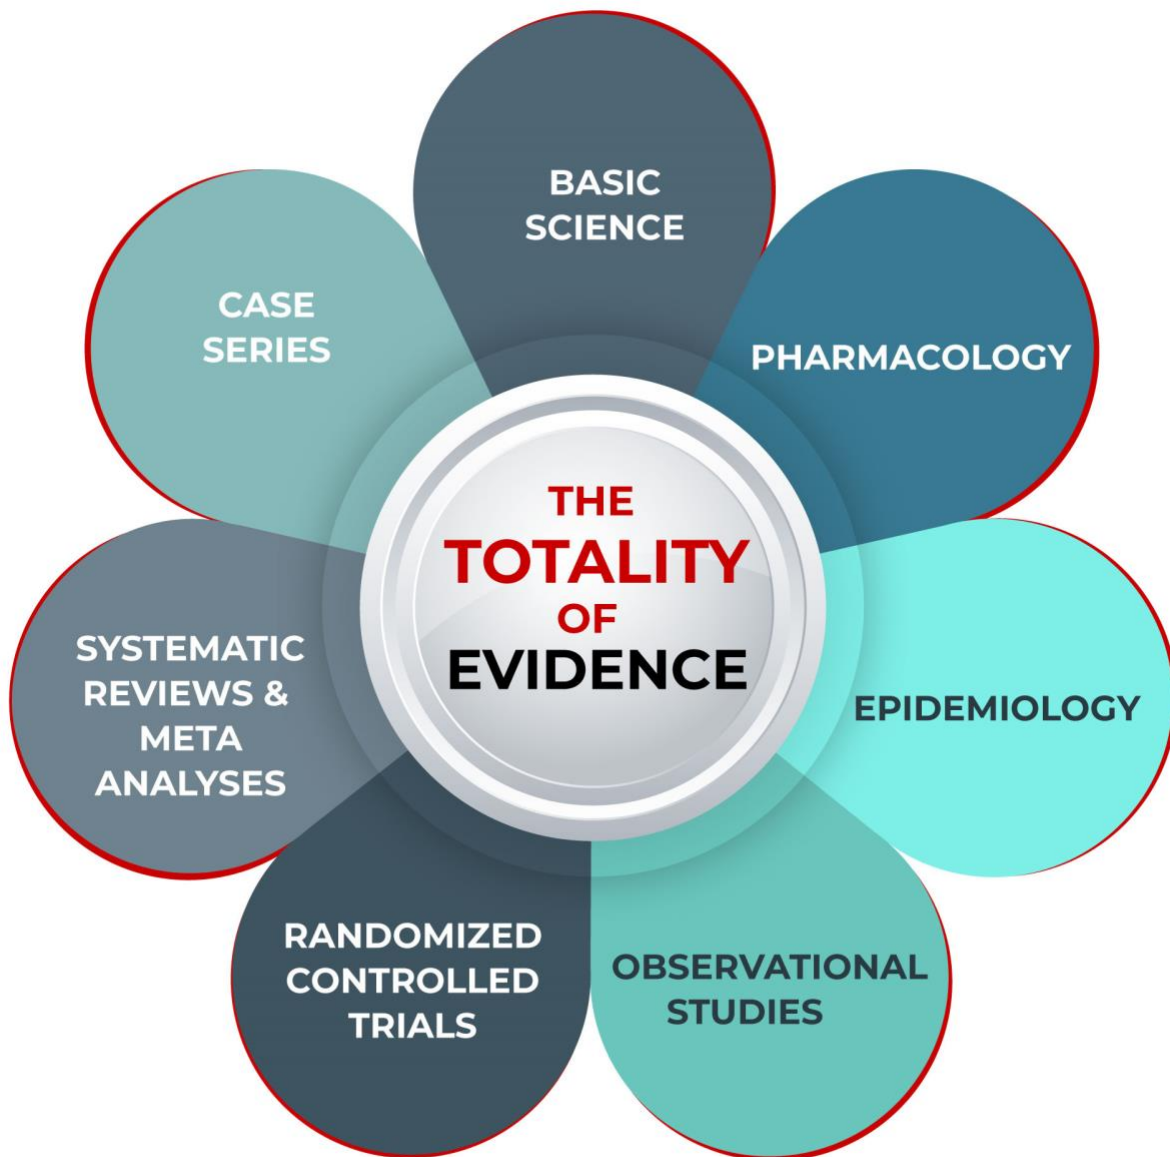 BASIC
SCIENCE
PHARMACOLOGY
EPIDEMIOLOGY
OBSERVATIONAL
STUDIES
RANDOMIZED
CONTROLLED
TRIALS
SYSTEMATIC
REVIEWS &
META
ANALYSES
CASE
SERIES
THE
TOTALITY
OF
EVIDENCE